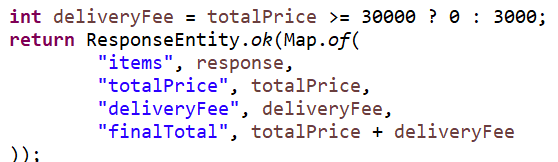 int deliveryFee = totalPrice >= 30000 ? 0 : 3000;
return ResponseEntity.ok(Map.of(
"items", response,
"totalPrice", totalPrice,
"deliveryFee", deliveryFee,
"finalTotal", totalPrice + deliveryFee
));